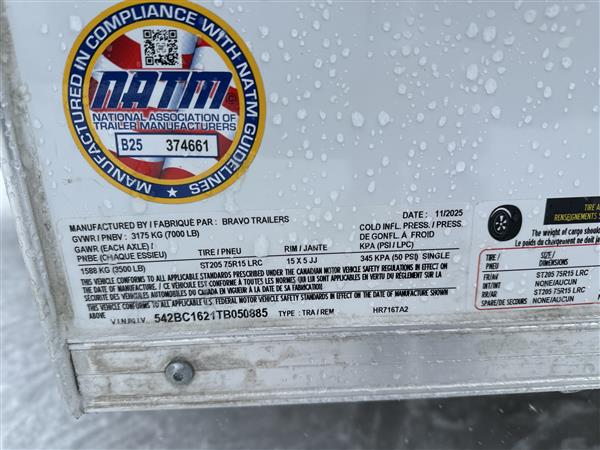 MANUFACTURED IN COMPLIANCE WITH NATM GUIDELINES
NATM
NATIONAL ASSOCIATION OF
TRAILER MANUFACTURERS
B25 374661
MANUFACTURED BY / FABRIQUÉ PAR : BRAVO TRAILERS DATE : 11/2025
GVWR / PNBV : 3175 KG (7000 LB) COLD INFL. PRESS. / PRESS.
GAWR (EACH AXLE) / DE GONFL. À FROID
PNBE (CHAQUE ESSIEU) TIRE / PNEU RIM / JANTE KPA (PSI / LPC)
1588 KG (3500 LB) ST205 75R15 LRC 15 X 5 JJ 345 KPA (50 PSI) SINGLE
THIS VEHICLE CONFORMS TO ALL APPLICABLE STANDARDS PRESCRIBED UNDER THE CANADIAN MOTOR VEHICLE SAFETY REGULATIONS IN EFFECT ON
THE DATE OF MANUFACTURE / CE VÉHICULE EST CONFORME À TOUTES LES NORMES QUI LUI SONT APPLICABLES EN VERTU DU RÈGLEMENT SUR LA
SÉCURITÉ DES VÉHICULES AUTOMOBILES DU CANADA EN VIGUEUR À LA DATE DE SA FABRICATION
THIS VEHICLE CONFORMS TO ALL APPLICABLE U.S. FEDERAL MOTOR VEHICLE SAFETY STANDARDS IN EFFECT ON THE DATE OF MANUFACTURE SHOWN ABOVE
V.I.N./N.I.V. 542BC1621TB050885 TYPE : TRA / REM HR716TA2
TIRE A
RENSEIGNEMENTS
The weight of cargo should
Le poids du chargement ne doit
TIRE / PNEU SIZE/
DIMENSIONS
FR/AV ST205 75R15 LRC
INT/INT NONE/AUCUN
RR/AR ST205 75R15 LRC
SPARE/DE SECOURS NONE/AUCUN